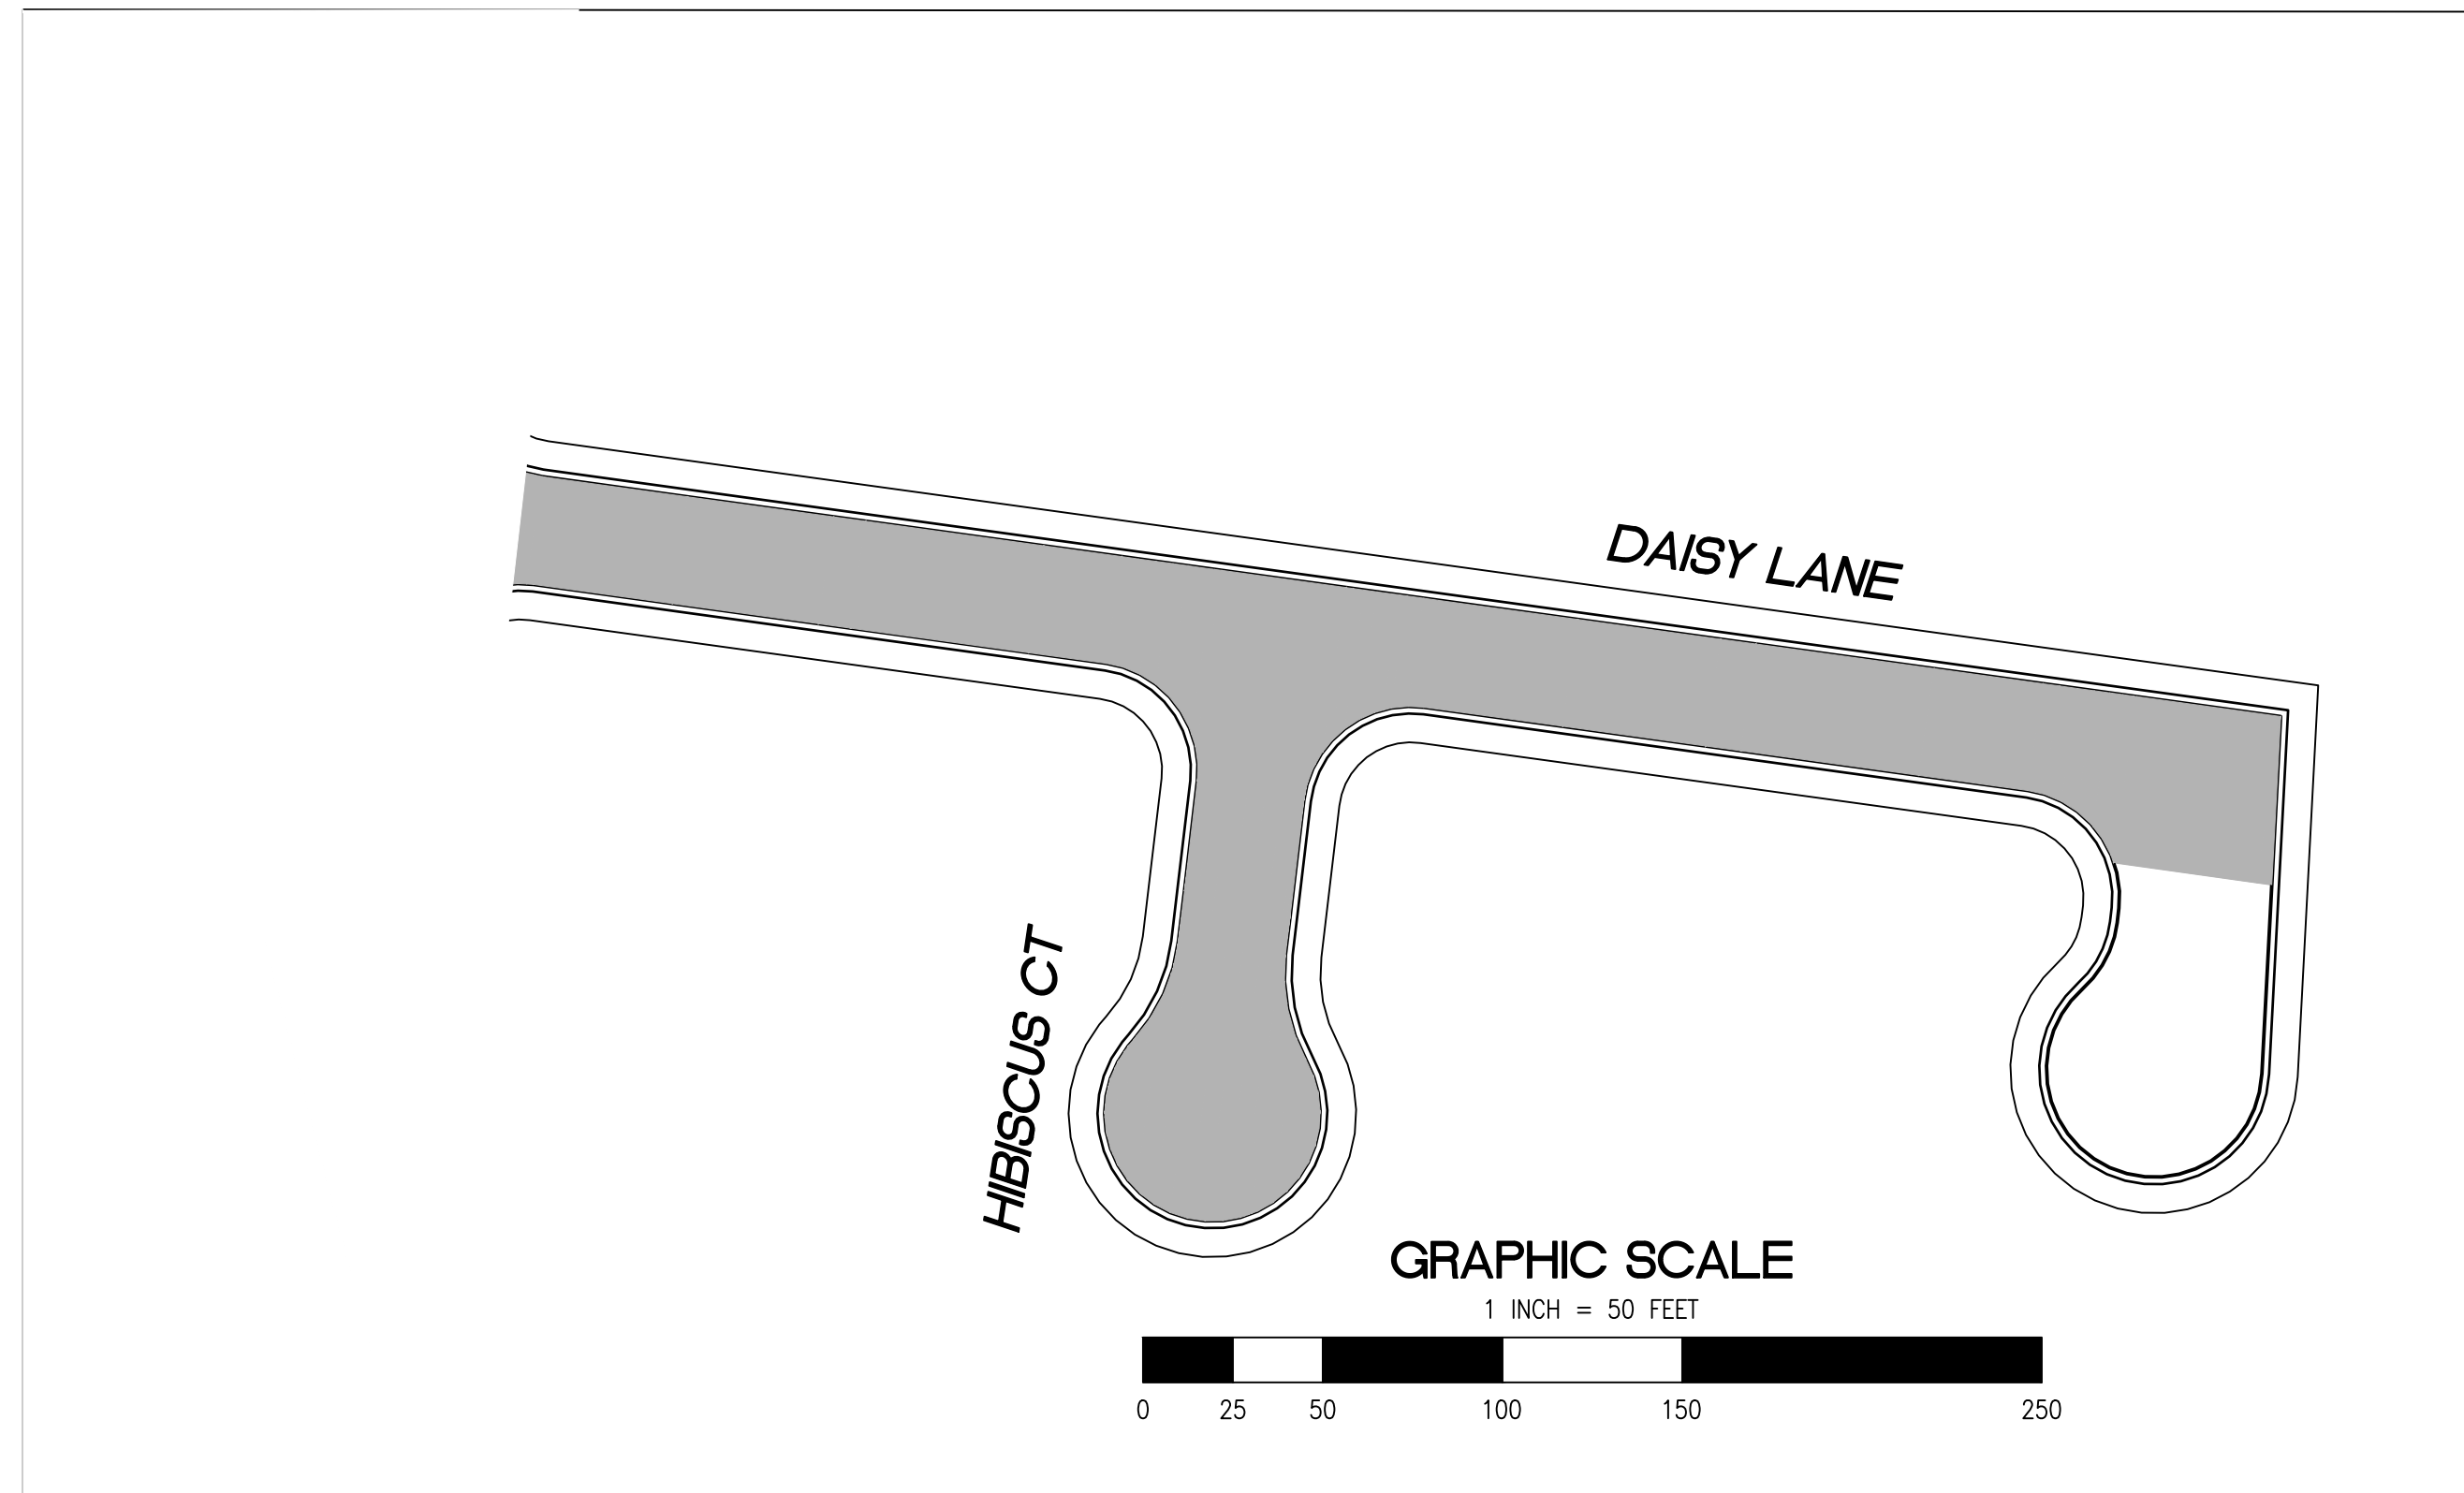 DAISY LANE
HIBISCUS CT
GRAPHIC SCALE
1 INCH = 50 FEET
0 25 50 100 150 250